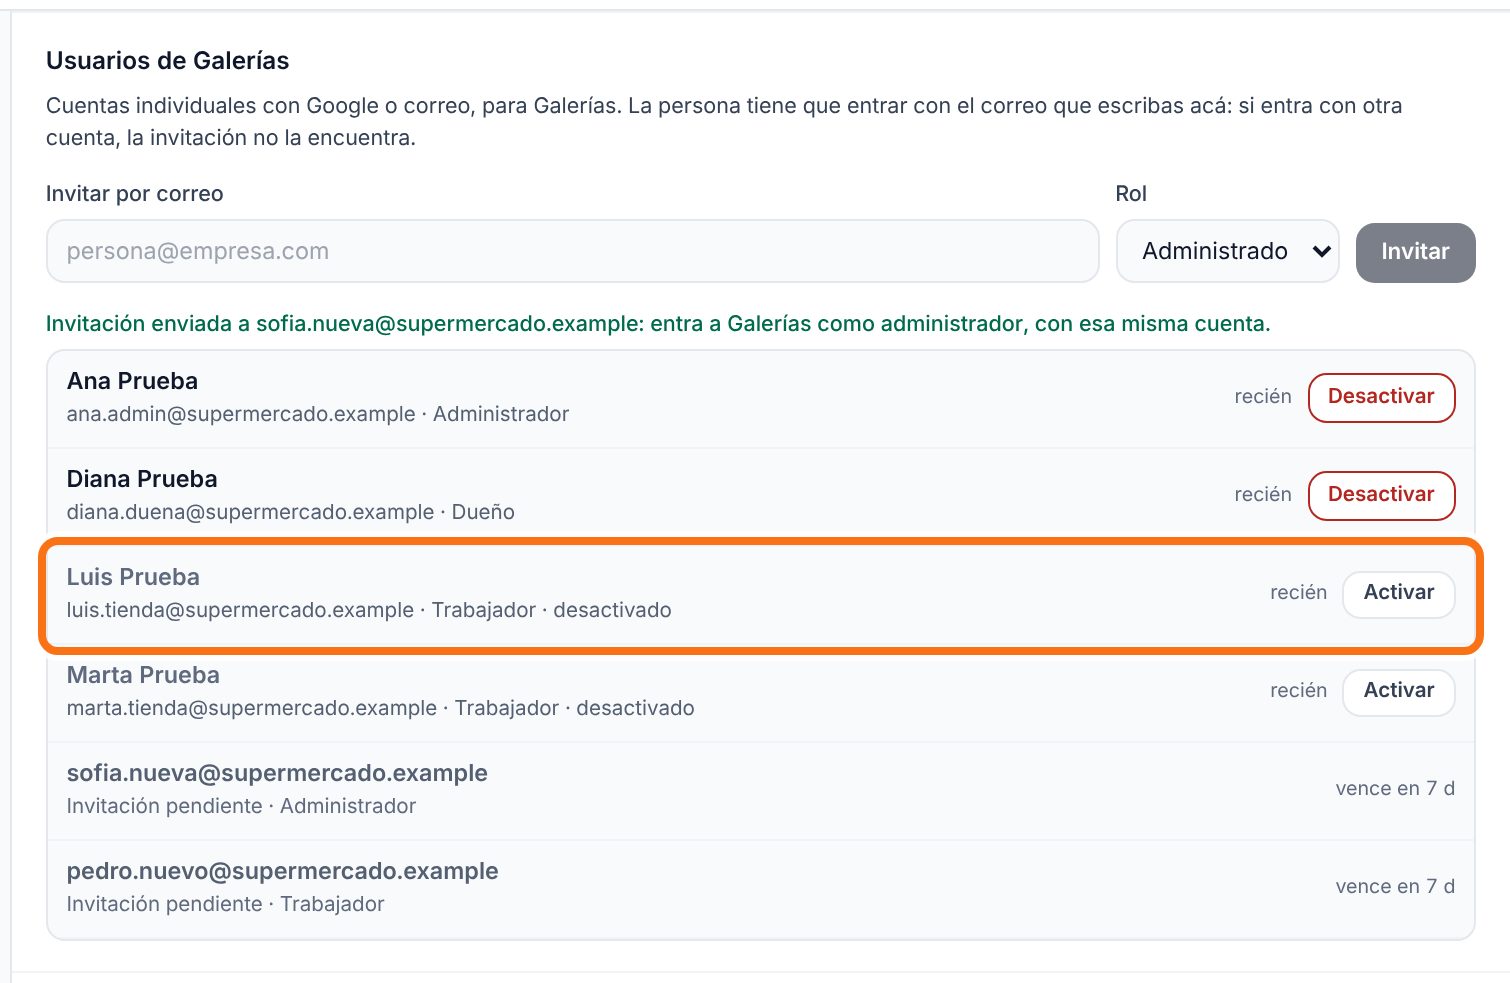 Usuarios de Galerías
Cuentas individuales con Google o correo, para Galerías. La persona tiene que entrar con el correo que escribas acá: si entra con otra
cuenta, la invitación no la encuentra.
Invitar por correo
Rol
persona@empresa.com
Administrado
Invitar
Invitación enviada a sofia.nueva@supermercado.example: entra a Galerías como administrador, con esa misma cuenta.
Ana Prueba
ana.admin@supermercado.example · Administrador
recién
Desactivar
Diana Prueba
diana.duena@supermercado.example · Dueño
recién
Desactivar
Luis Prueba
luis.tienda@supermercado.example · Trabajador · desactivado
recién
Activar
Marta Prueba
marta.tienda@supermercado.example · Trabajador · desactivado
recién
Activar
sofia.nueva@supermercado.example
Invitación pendiente · Administrador
vence en 7 d
pedro.nuevo@supermercado.example
Invitación pendiente · Trabajador
vence en 7 d